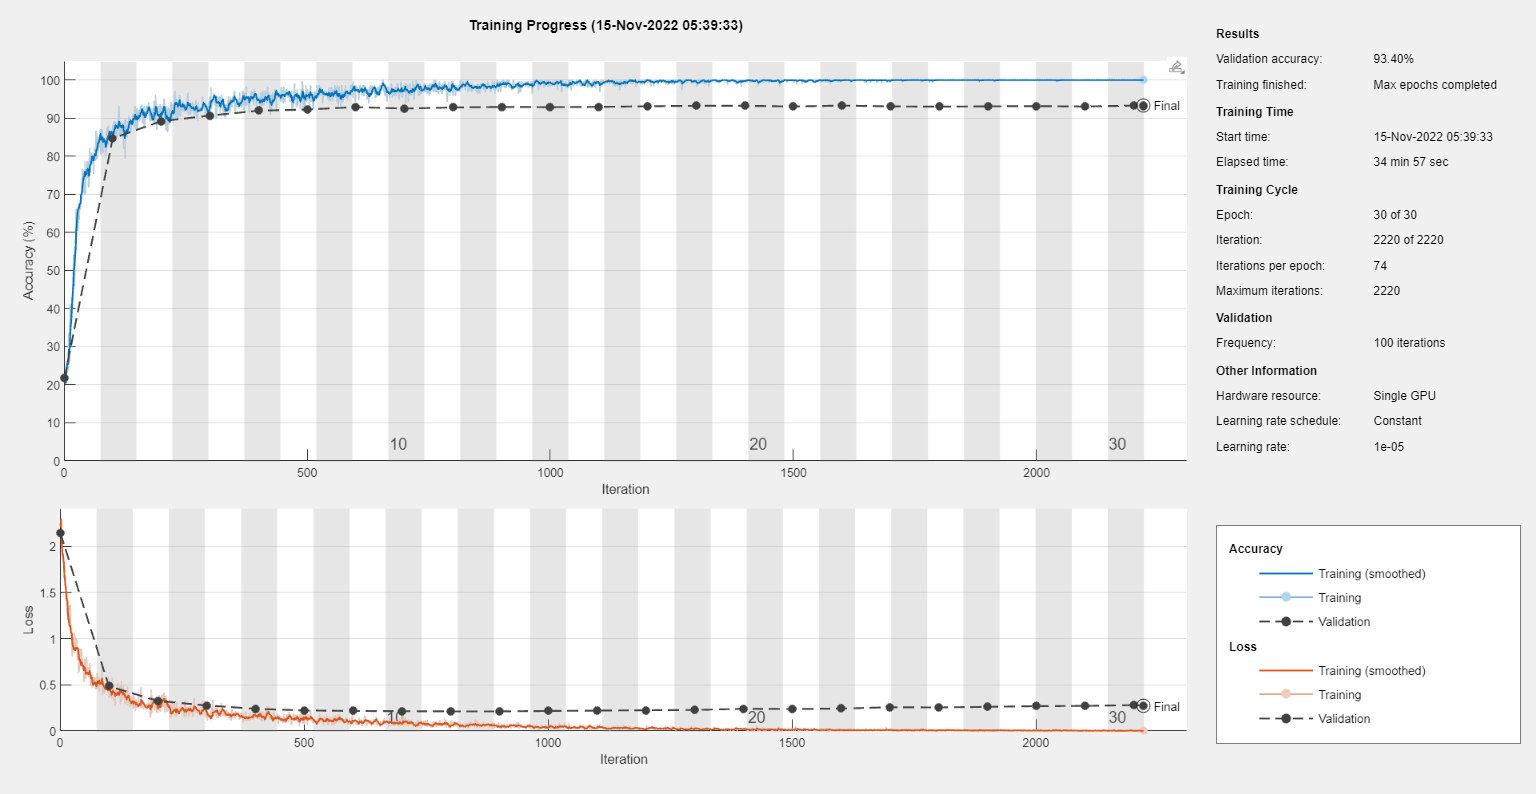 Training Progress (15-Nov-2022 05:39:33)
100
90
80
70
60
50
40
30
20
10
0
Accuracy (%)
Final
10
20
30
0
500
1000
1500
2000
Iteration
2
1.5
1
0.5
0
Loss
Final
10
20
30
0
500
1000
1500
2000
Iteration
Results
Validation accuracy: 93.40%
Training finished: Max epochs completed
Training Time
Start time: 15-Nov-2022 05:39:33
Elapsed time: 34 min 57 sec
Training Cycle
Epoch: 30 of 30
Iteration: 2220 of 2220
Iterations per epoch: 74
Maximum iterations: 2220
Validation
Frequency: 100 iterations
Other Information
Hardware resource: Single GPU
Learning rate schedule: Constant
Learning rate: 1e-05
Accuracy
Training (smoothed)
Training
Validation
Loss
Training (smoothed)
Training
Validation